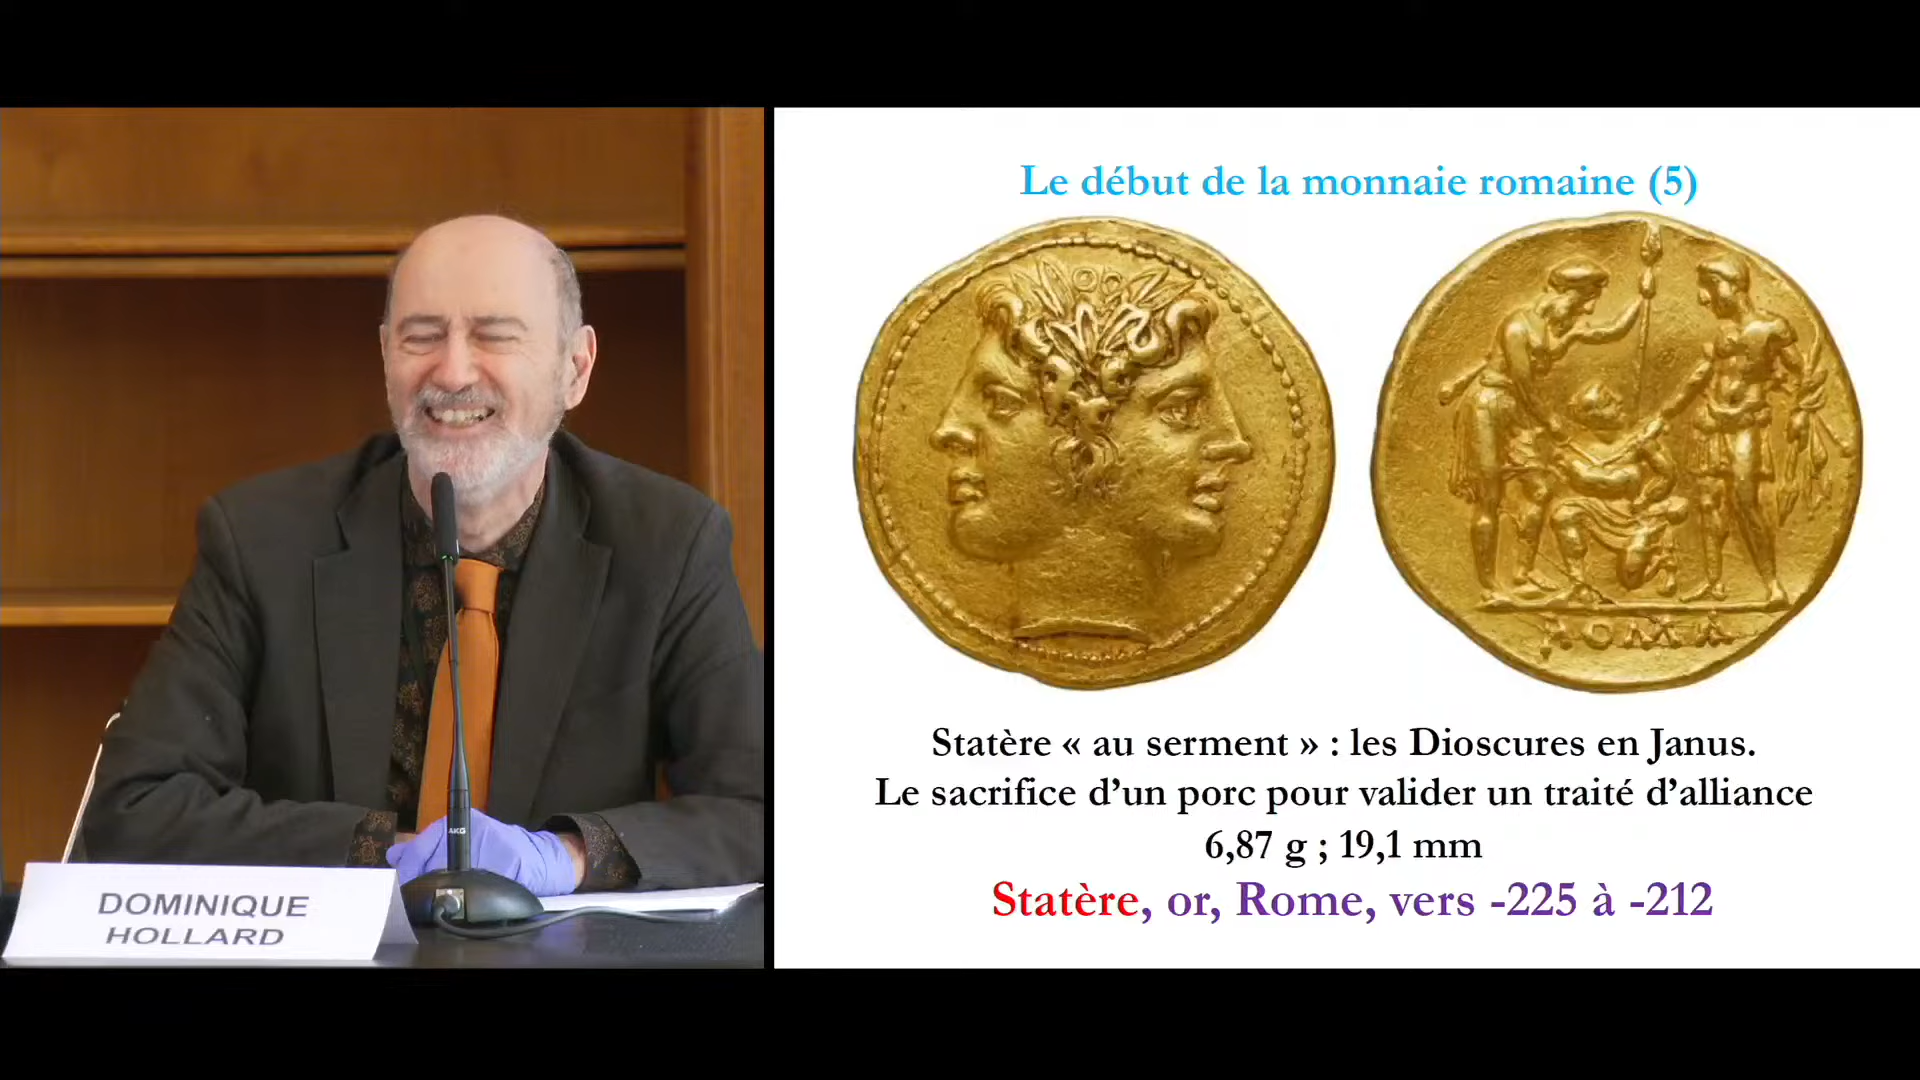 Le début de la monnaie romaine (5)
ROMA
Statère « au serment » : les Dioscures en Janus.
Le sacrifice d’un porc pour valider un traité d’alliance
6,87 g ; 19,1 mm
Statère, or, Rome, vers -225 à -212
AKG
DOMINIQUE
HOLLARD